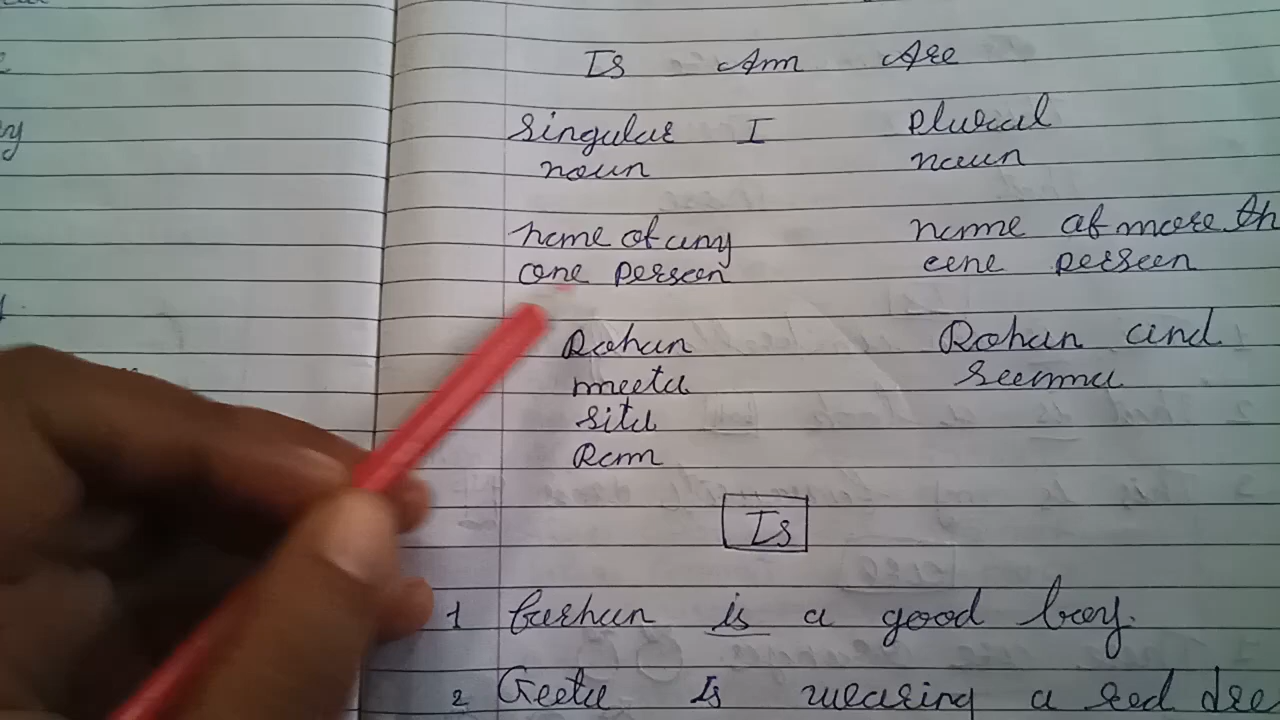 Is Am Are
Singular I Plural
noun noun
name of any name of more th
one person one person
Rohan Rohan and
meeta Seema
sita
Ram
Is
1 Garhan is a good boy.
2 Geeta Is wearing a red dre